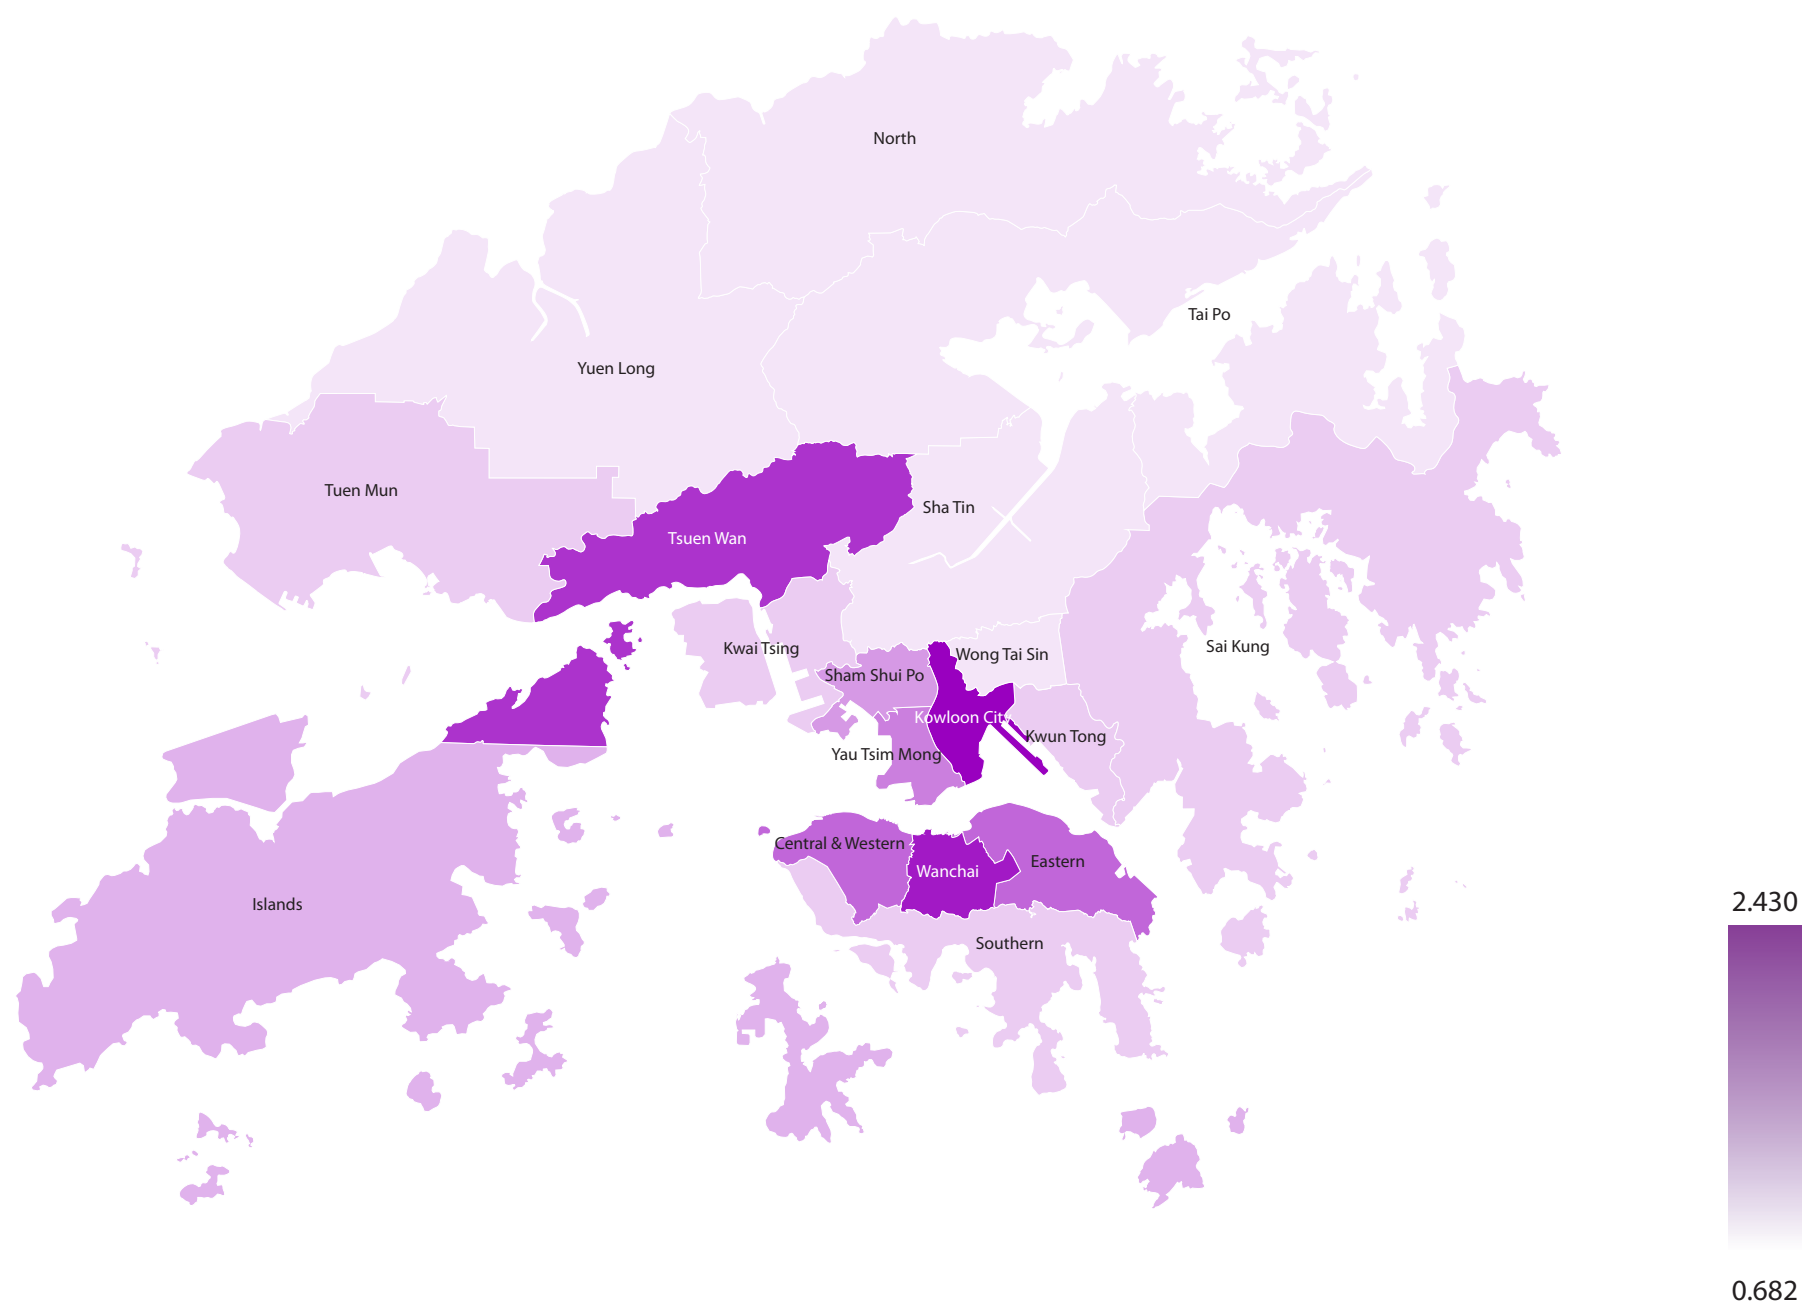 North
Tai Po
Yuen Long
Tuen Mun
Sha Tin
Tsuen Wan
Sai Kung
Kwai Tsing
Wong Tai Sin
Sham Shui Po
Kowloon City
Kwun Tong
Yau Tsim Mong
Central & Western
Eastern
Wanchai
Islands
2.430
Southern
0.682